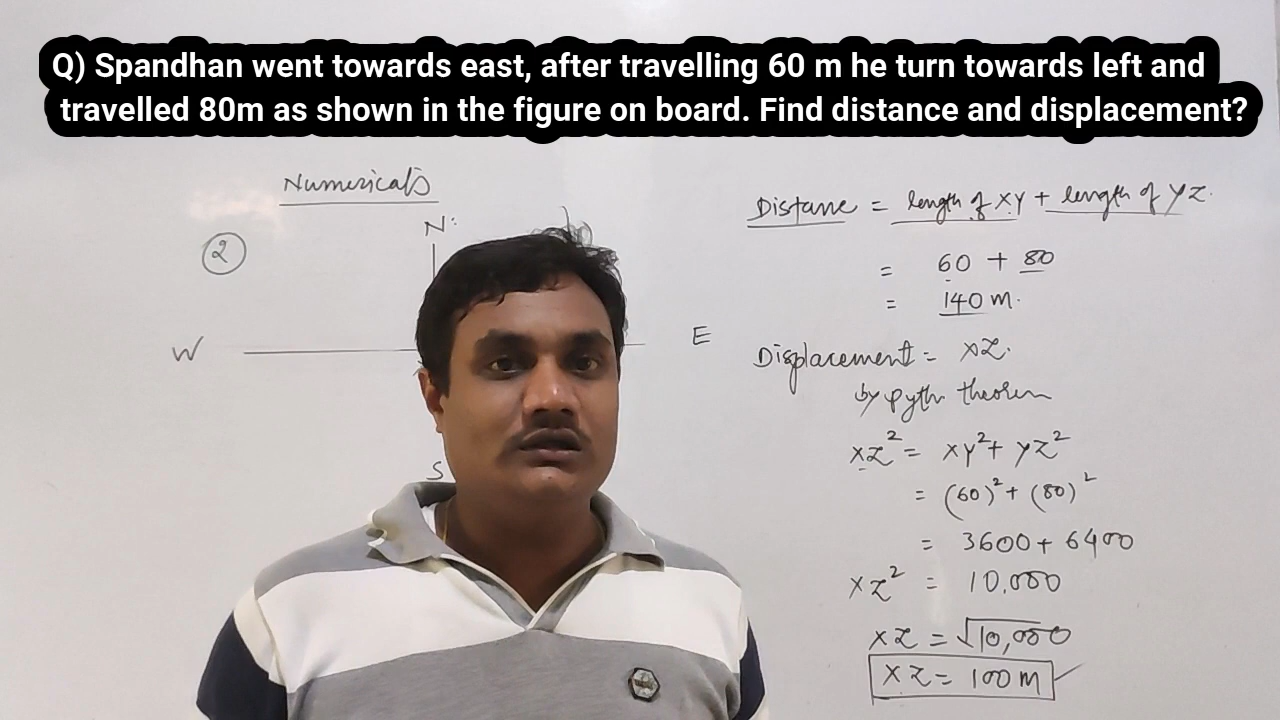 Q) Spandhan went towards east, after travelling 60 m he turn towards left and
travelled 80m as shown in the figure on board. Find distance and displacement?
Numericals
2
N:
W
E
S
Distane = length of XY + length of YZ.
= 60 + 80
= 140 m.
Displacement = XZ.
by pyth theorem
XZ² = XY² + YZ²
= (60)² + (80)²
= 3600 + 6400
XZ² = 10,000
XZ = √10,000
XZ = 100 m